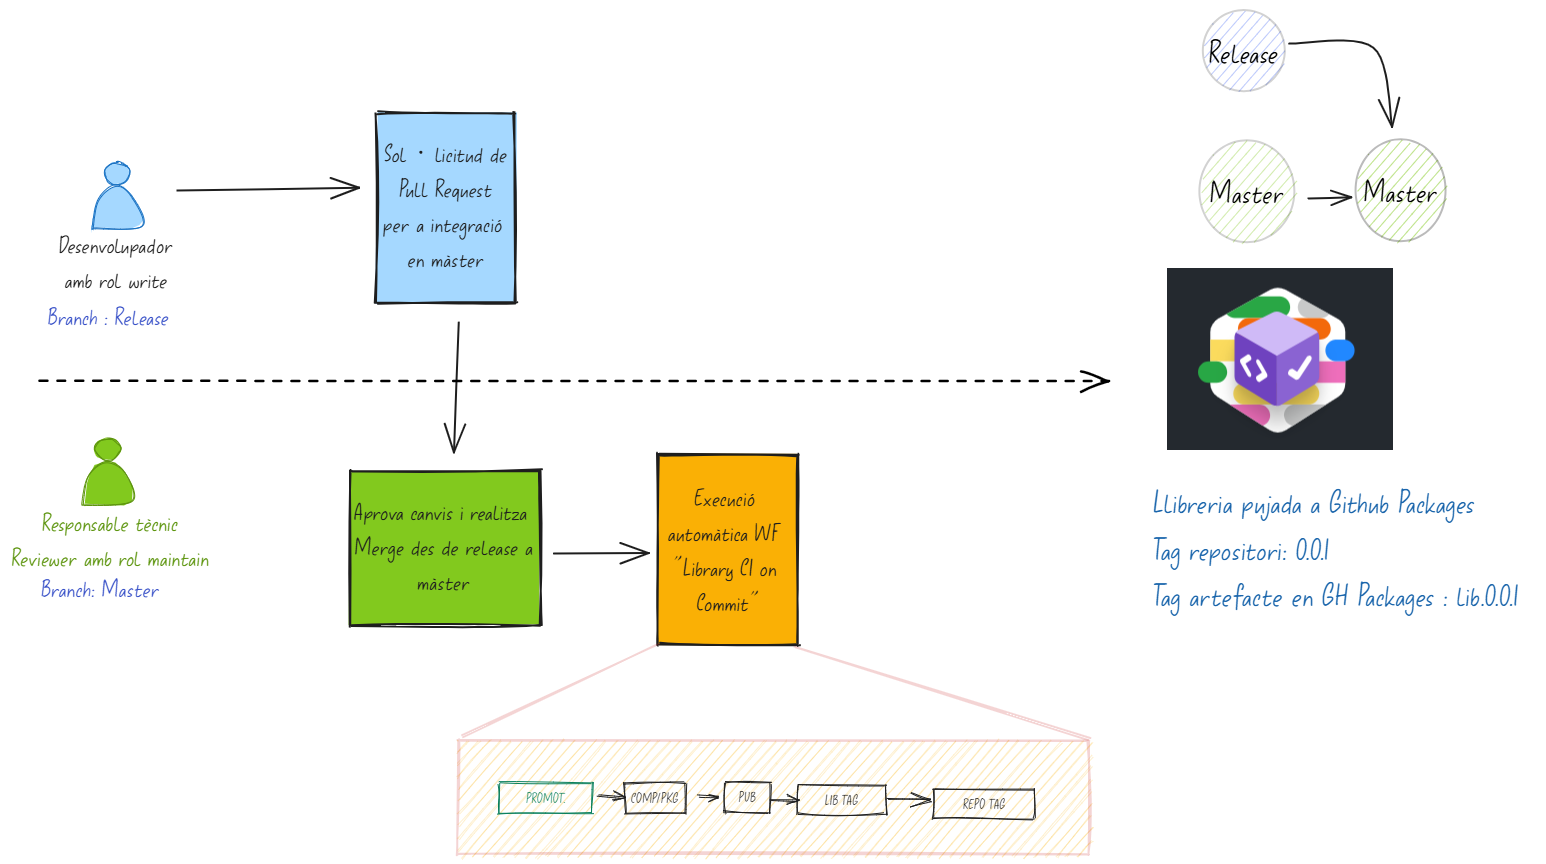 Release
Master
Master
Sol · licitud de
Pull Request
per a integració
en màster
Desenvolupador
amb rol write
Branch : Release
Responsable tècnic
Reviewer amb rol maintain
Branch: Master
Aprova canvis i realitza
Merge des de release a
màster
Execució
automàtica WF
"Library CI on
Commit"
Llibreria pujada a Github Packages
Tag repositori: 0.0.1
Tag artefacte en GH Packages : Lib.0.0.1
PROMOT.
COMP/PKG
PUB
LIB TAG
REPO TAG